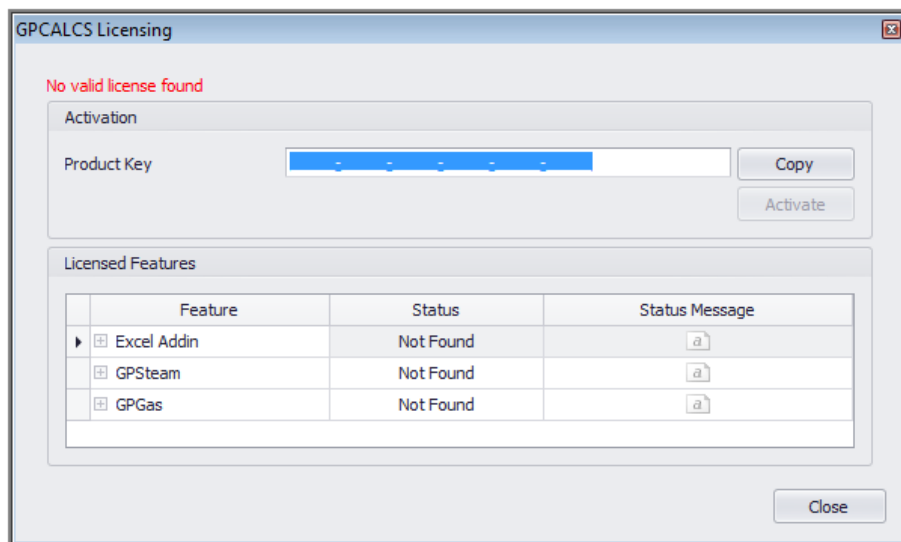 GPCALCS Licensing
No valid license found
Activation
Product Key - - - - - Copy
Activate
Licensed Features
Feature Status Status Message
Excel Addin Not Found a
GPSteam Not Found a
GPGas Not Found a
Close